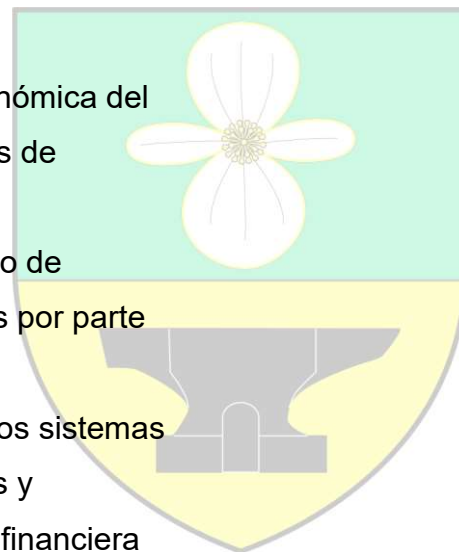 nómica del
s de
o de
s por parte
os sistemas
s y
financiera